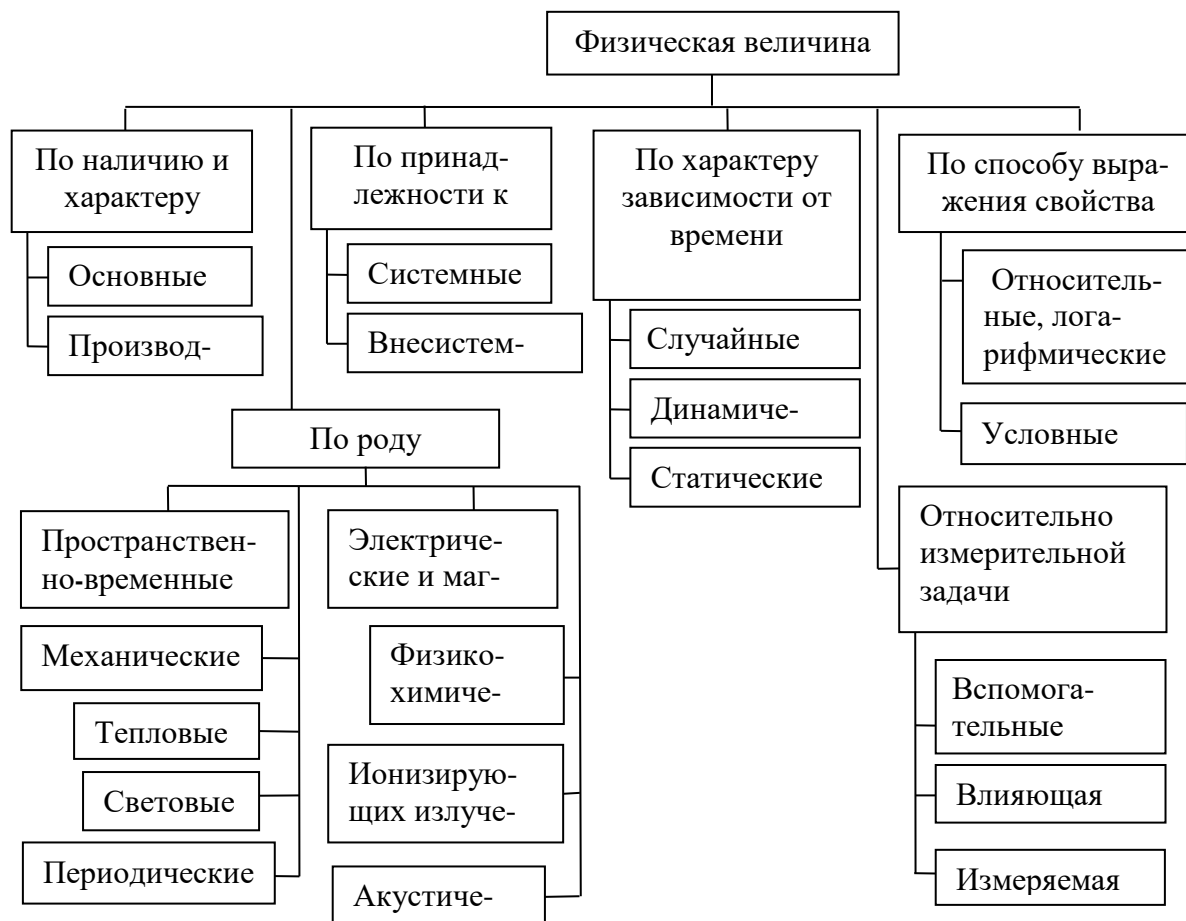 Физическая величина
По наличию и
характеру
Основные
Производ-
По принад-
лежности к
Системные
Внесистем-
По характеру
зависимости от
времени
Случайные
Динамиче-
Статические
По способу выра-
жения свойства
Относитель-
ные, лога-
рифмические
Условные
По роду
Пространствен-
но-временные
Механические
Тепловые
Световые
Периодические
Электриче-
ские и маг-
Физико-
химиче-
Ионизирую-
щих излуче-
Акустиче-
Относительно
измерительной
задачи
Вспомога-
тельные
Влияющая
Измеряемая